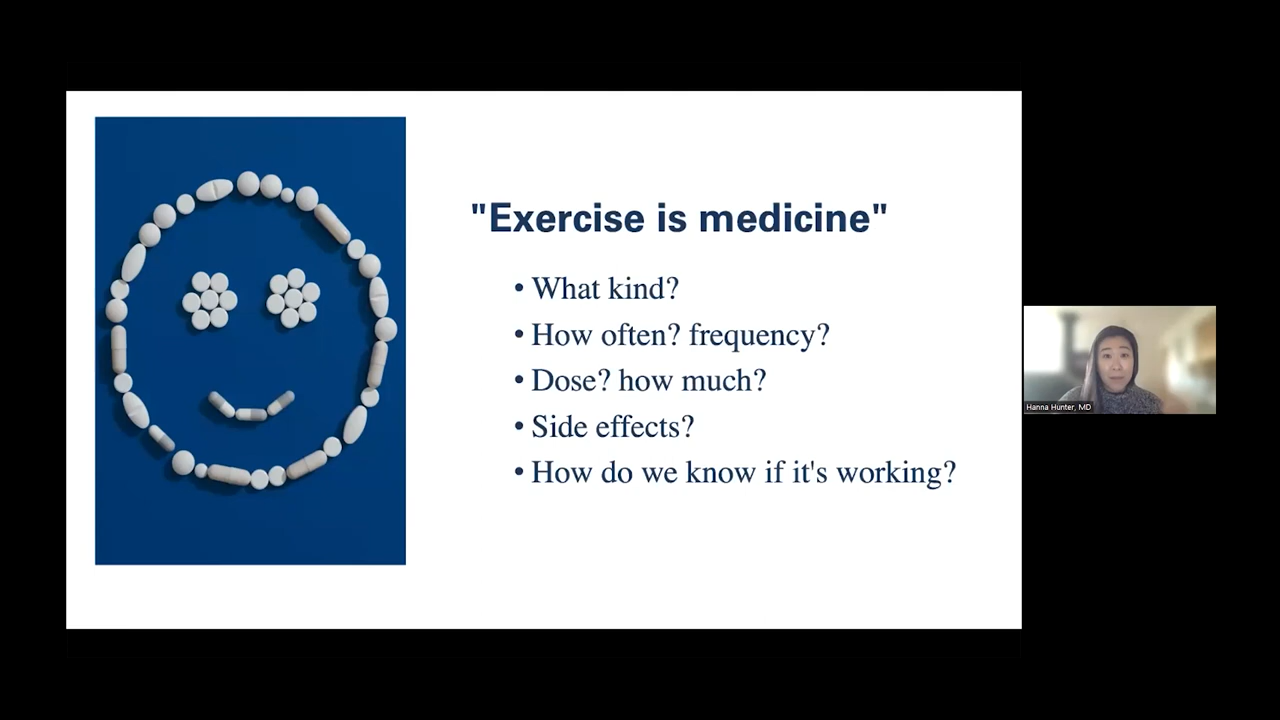 "Exercise is medicine"
• What kind?
• How often? frequency?
• Dose? how much?
• Side effects?
• How do we know if it's working?
Hanna Hunter, MD